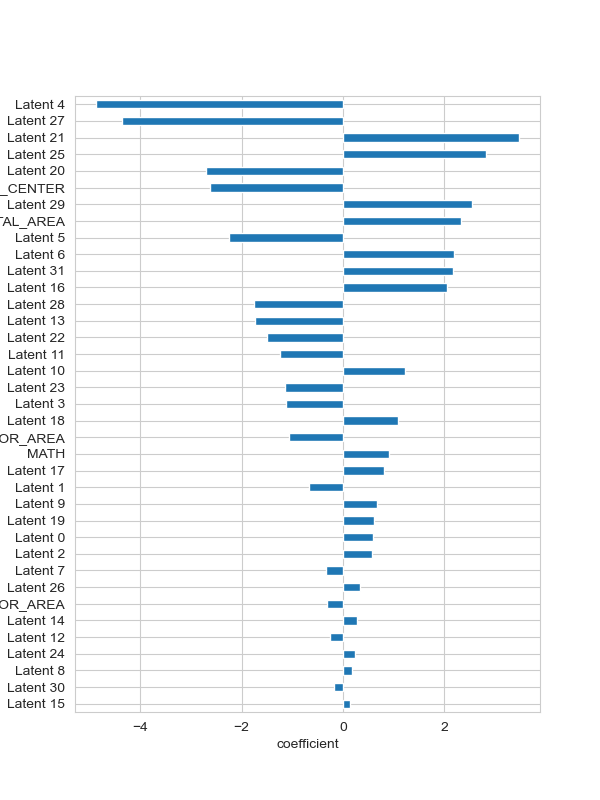 Latent 4
Latent 27
Latent 21
Latent 25
Latent 20
_CENTER
Latent 29
TAL_AREA
Latent 5
Latent 6
Latent 31
Latent 16
Latent 28
Latent 13
Latent 22
Latent 11
Latent 10
Latent 23
Latent 3
Latent 18
OR_AREA
MATH
Latent 17
Latent 1
Latent 9
Latent 19
Latent 0
Latent 2
Latent 7
Latent 26
OR_AREA
Latent 14
Latent 12
Latent 24
Latent 8
Latent 30
Latent 15
−4 −2 0 2
coefficient